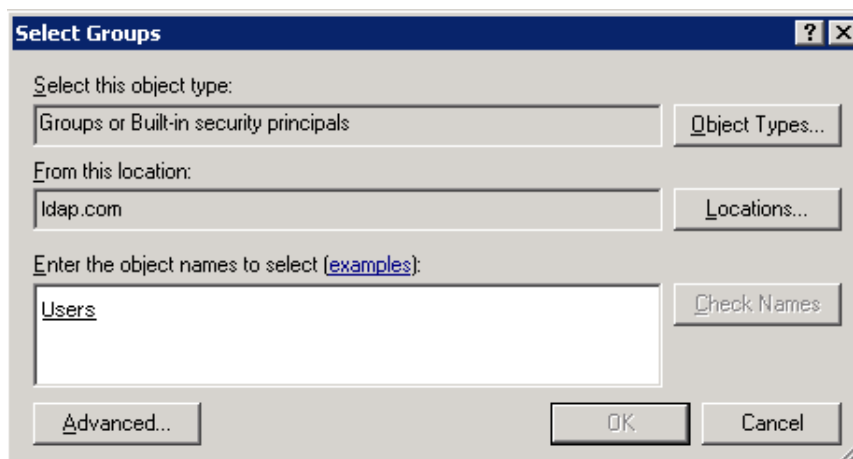 Select Groups
Select this object type:
Groups or Built-in security principals
Object Types...
From this location:
ldap.com
Locations...
Enter the object names to select (examples):
Users
Check Names
Advanced...
OK
Cancel